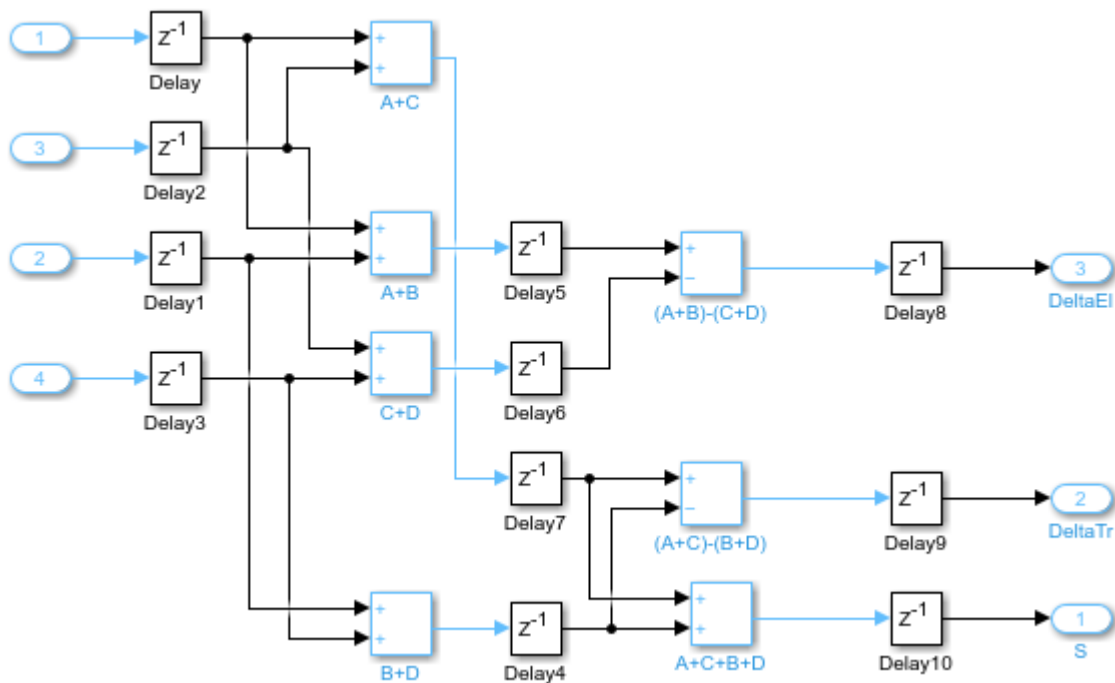 1
z-1
Delay
+
+
A+C
3
z-1
Delay2
2
z-1
Delay1
+
+
A+B
z-1
Delay5
+
−
(A+B)-(C+D)
z-1
Delay8
3
DeltaEl
4
z-1
Delay3
+
+
C+D
z-1
Delay6
z-1
Delay7
+
−
(A+C)-(B+D)
z-1
Delay9
2
DeltaTr
+
+
B+D
z-1
Delay4
+
+
A+C+B+D
z-1
Delay10
1
S